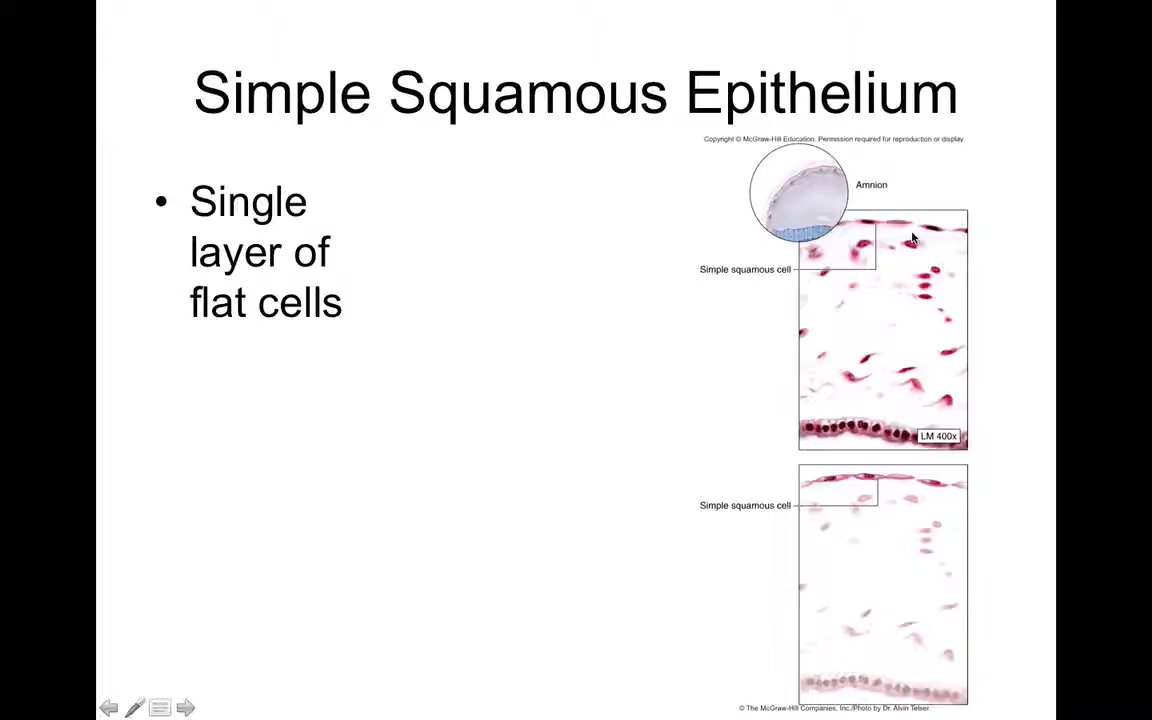 Simple Squamous Epithelium
• Single
layer of
flat cells
Copyright © McGraw-Hill Education. Permission required for reproduction or display
Amnion
Simple squamous cell
LM 400x
Simple squamous cell
© The McGraw-Hill Companies, Inc./Photo by Dr. Alvin Telser